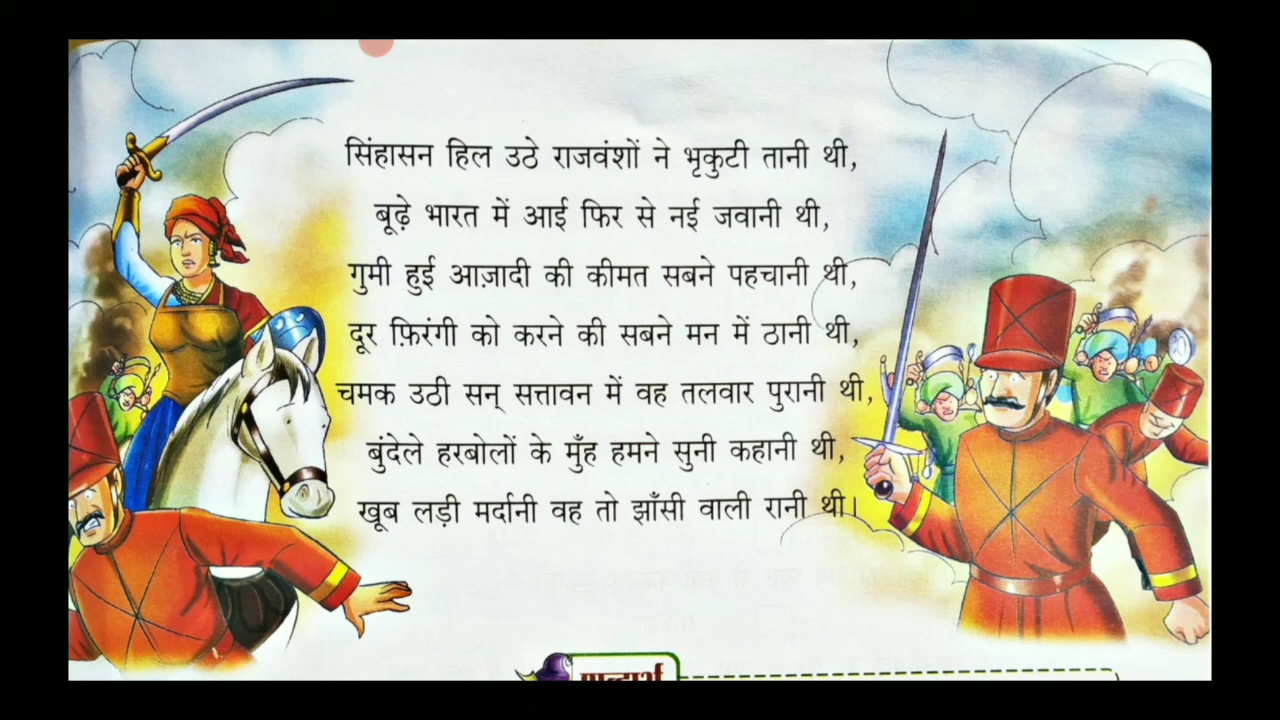 सिंहासन हिल उठे राजवंशों ने भृकुटी तानी थी,
बूढ़े भारत में आई फिर से नई जवानी थी,
गुमी हुई आज़ादी की कीमत सबने पहचानी थी,
दूर फ़िरंगी को करने की सबने मन में ठानी थी,
चमक उठी सन् सत्तावन में वह तलवार पुरानी थी,
बुंदेले हरबोलों के मुँह हमने सुनी कहानी थी,
खूब लड़ी मर्दानी वह तो झाँसी वाली रानी थी।